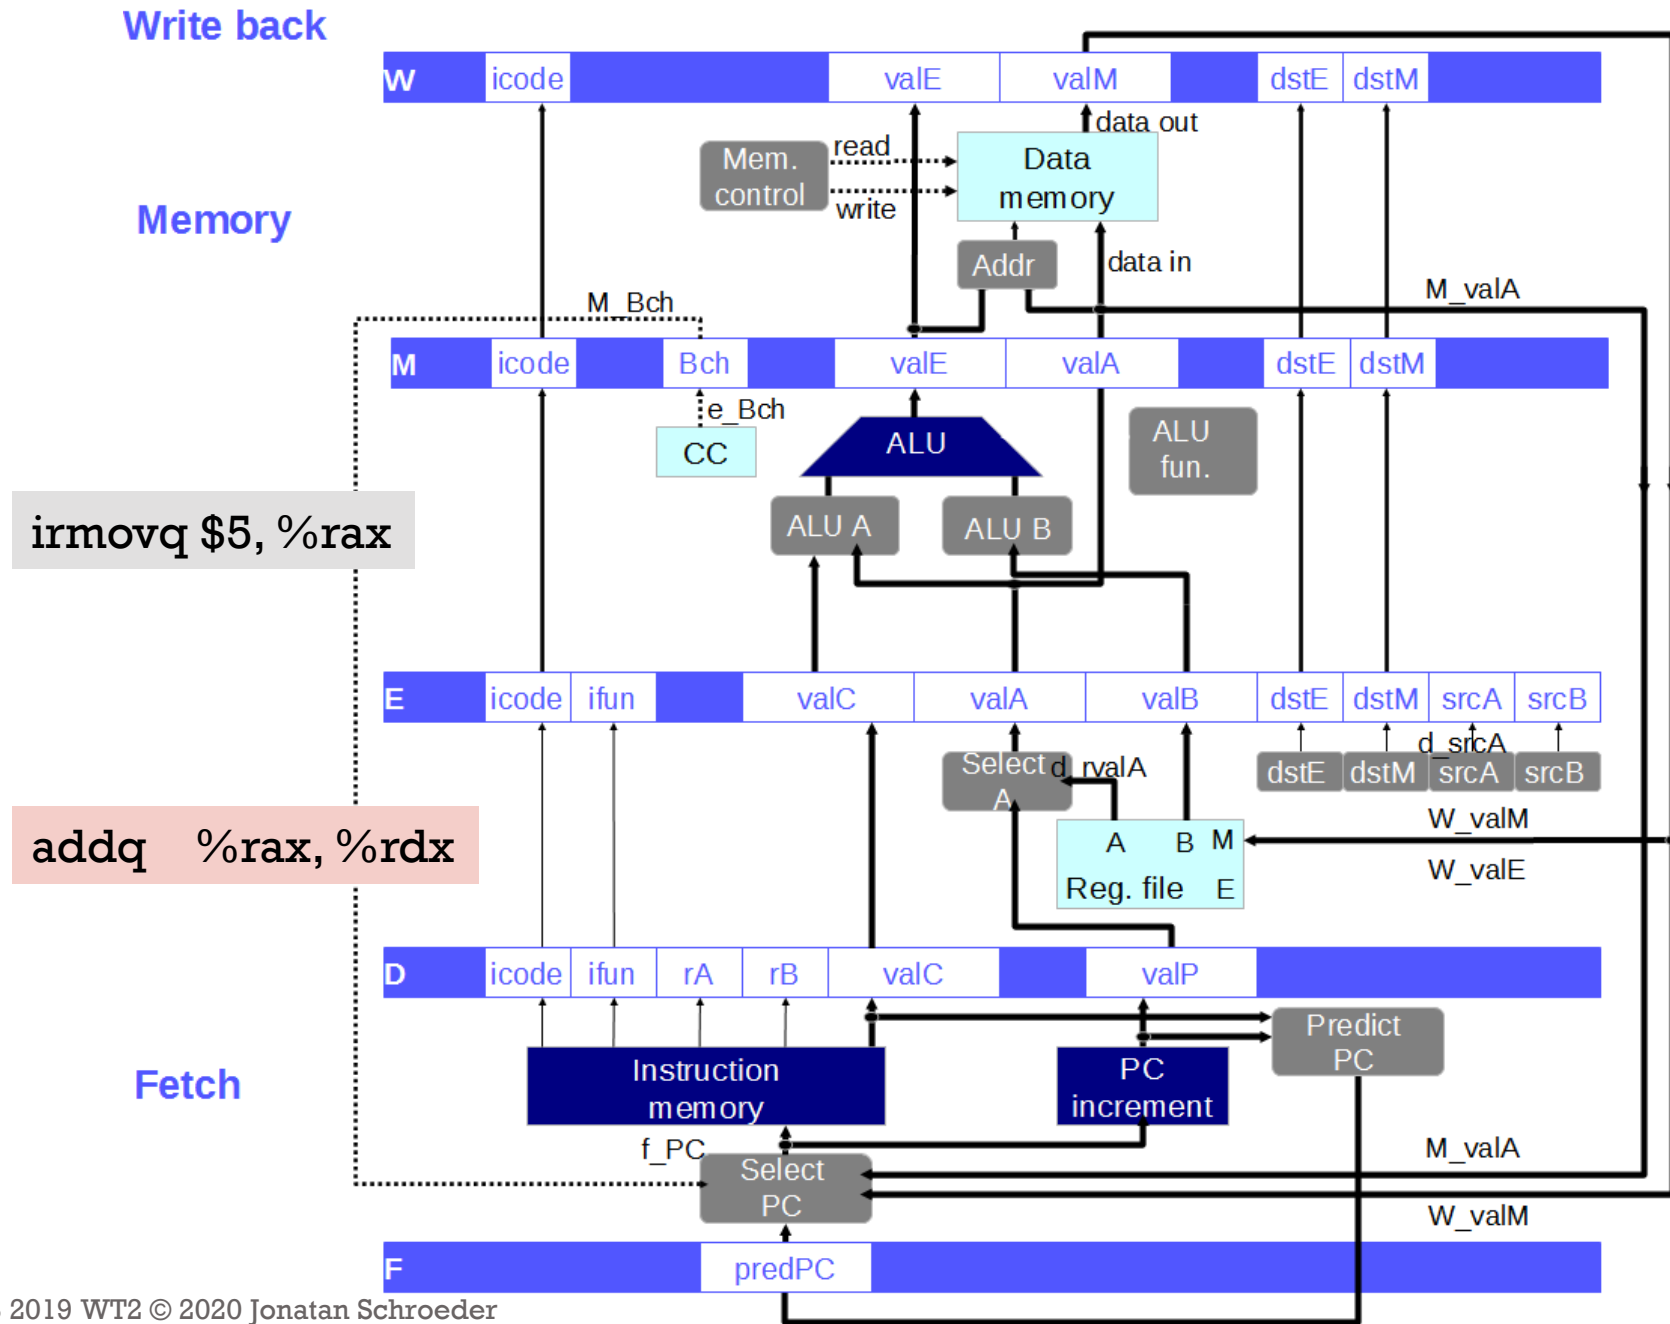 Write back
W icode valE valM dstE dstM
data out
read
Mem.
control
Data
memory
write
Memory
Addr
data in
M_Bch
M_valA
M icode Bch valE valA dstE dstM
e_Bch
CC
ALU
ALU
fun.
irmovq $5, %rax
ALU A
ALU B
E icode ifun valC valA valB dstE dstM srcA srcB
d_srcA
Select
A
d_rvalA
dstE dstM srcA srcB
addq %rax, %rdx
W_valM
A B M
Reg. file E
W_valE
D icode ifun rA rB valC valP
Predict
PC
Fetch
Instruction
memory
PC
increment
f_PC
M_valA
Select
PC
W_valM
F predPC
2019 WT2 © 2020 Jonatan Schroeder